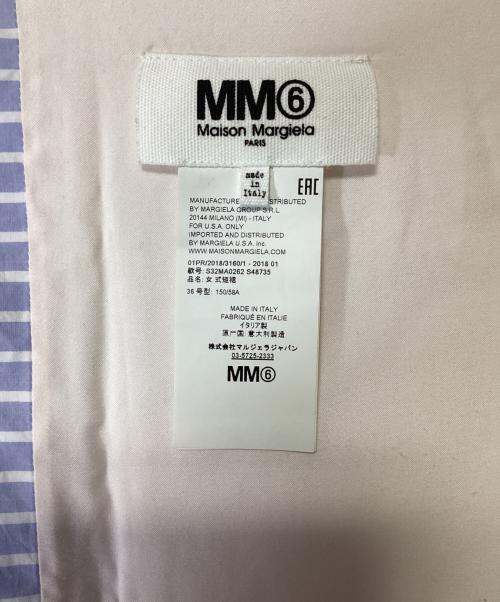 MM⑥
Maison Margiela
PARIS
made
in
Italy
EAC
MANUFACTURE STRIBUTED
BY MARGIELA GROUP S.R.L
20144 MILANO (MI) - ITALY
FOR U.S.A. ONLY
IMPORTED AND DISTRIBUTED
BY MARGIELA U.S.A. Inc.
WWW.MAISONMARGIELA.COM
01PR/2018/3160/1 - 2018 01
款号: S32MA0262 S48735
品名: 女式短裙
36 号型: 150/58A
MADE IN ITALY
FABRIQUÉ EN ITALIE
イタリア製
原产国: 意大利製造
株式会社マルジェラジャパン
03-5725-2333
MM⑥